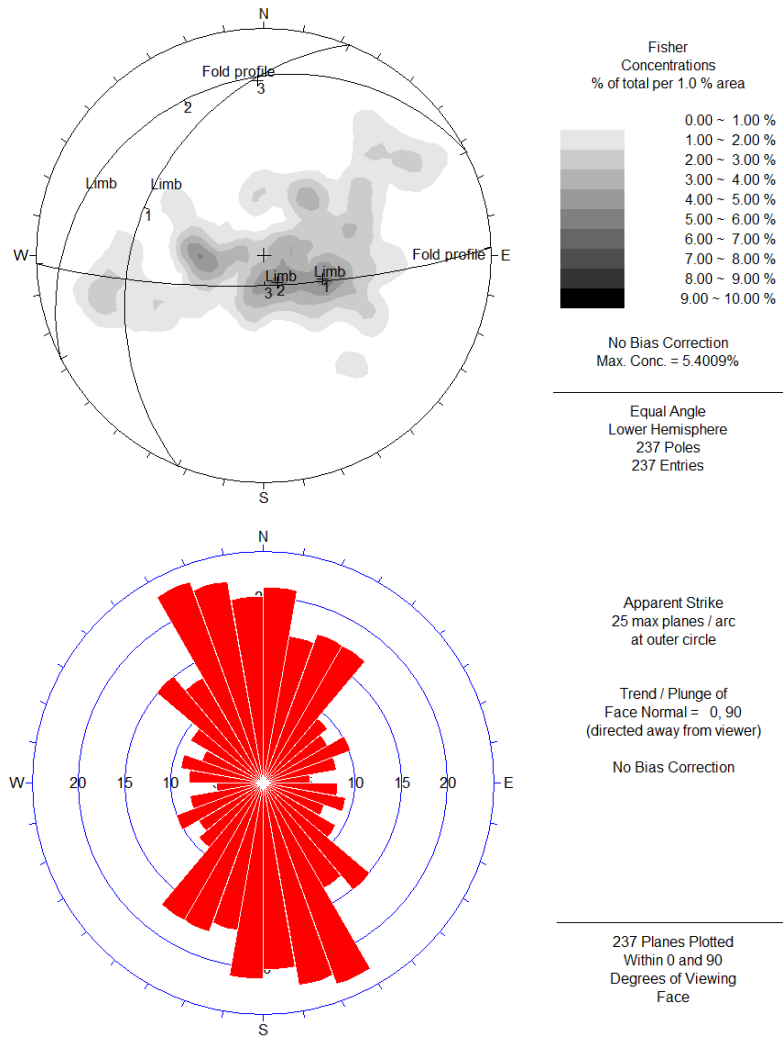 N
Fold profile
3
2
Limb
Limb
1
W
Fold profile
E
Limb
Limb
3
2
1
S
Fisher
Concentrations
% of total per 1.0 % area
0.00 ~ 1.00 %
1.00 ~ 2.00 %
2.00 ~ 3.00 %
3.00 ~ 4.00 %
4.00 ~ 5.00 %
5.00 ~ 6.00 %
6.00 ~ 7.00 %
7.00 ~ 8.00 %
8.00 ~ 9.00 %
9.00 ~ 10.00 %
No Bias Correction
Max. Conc. = 5.4009%
Equal Angle
Lower Hemisphere
237 Poles
237 Entries
N
W
20
15
10
10
15
20
E
S
Apparent Strike
25 max planes / arc
at outer circle
Trend / Plunge of
Face Normal = 0, 90
(directed away from viewer)
No Bias Correction
237 Planes Plotted
Within 0 and 90
Degrees of Viewing
Face